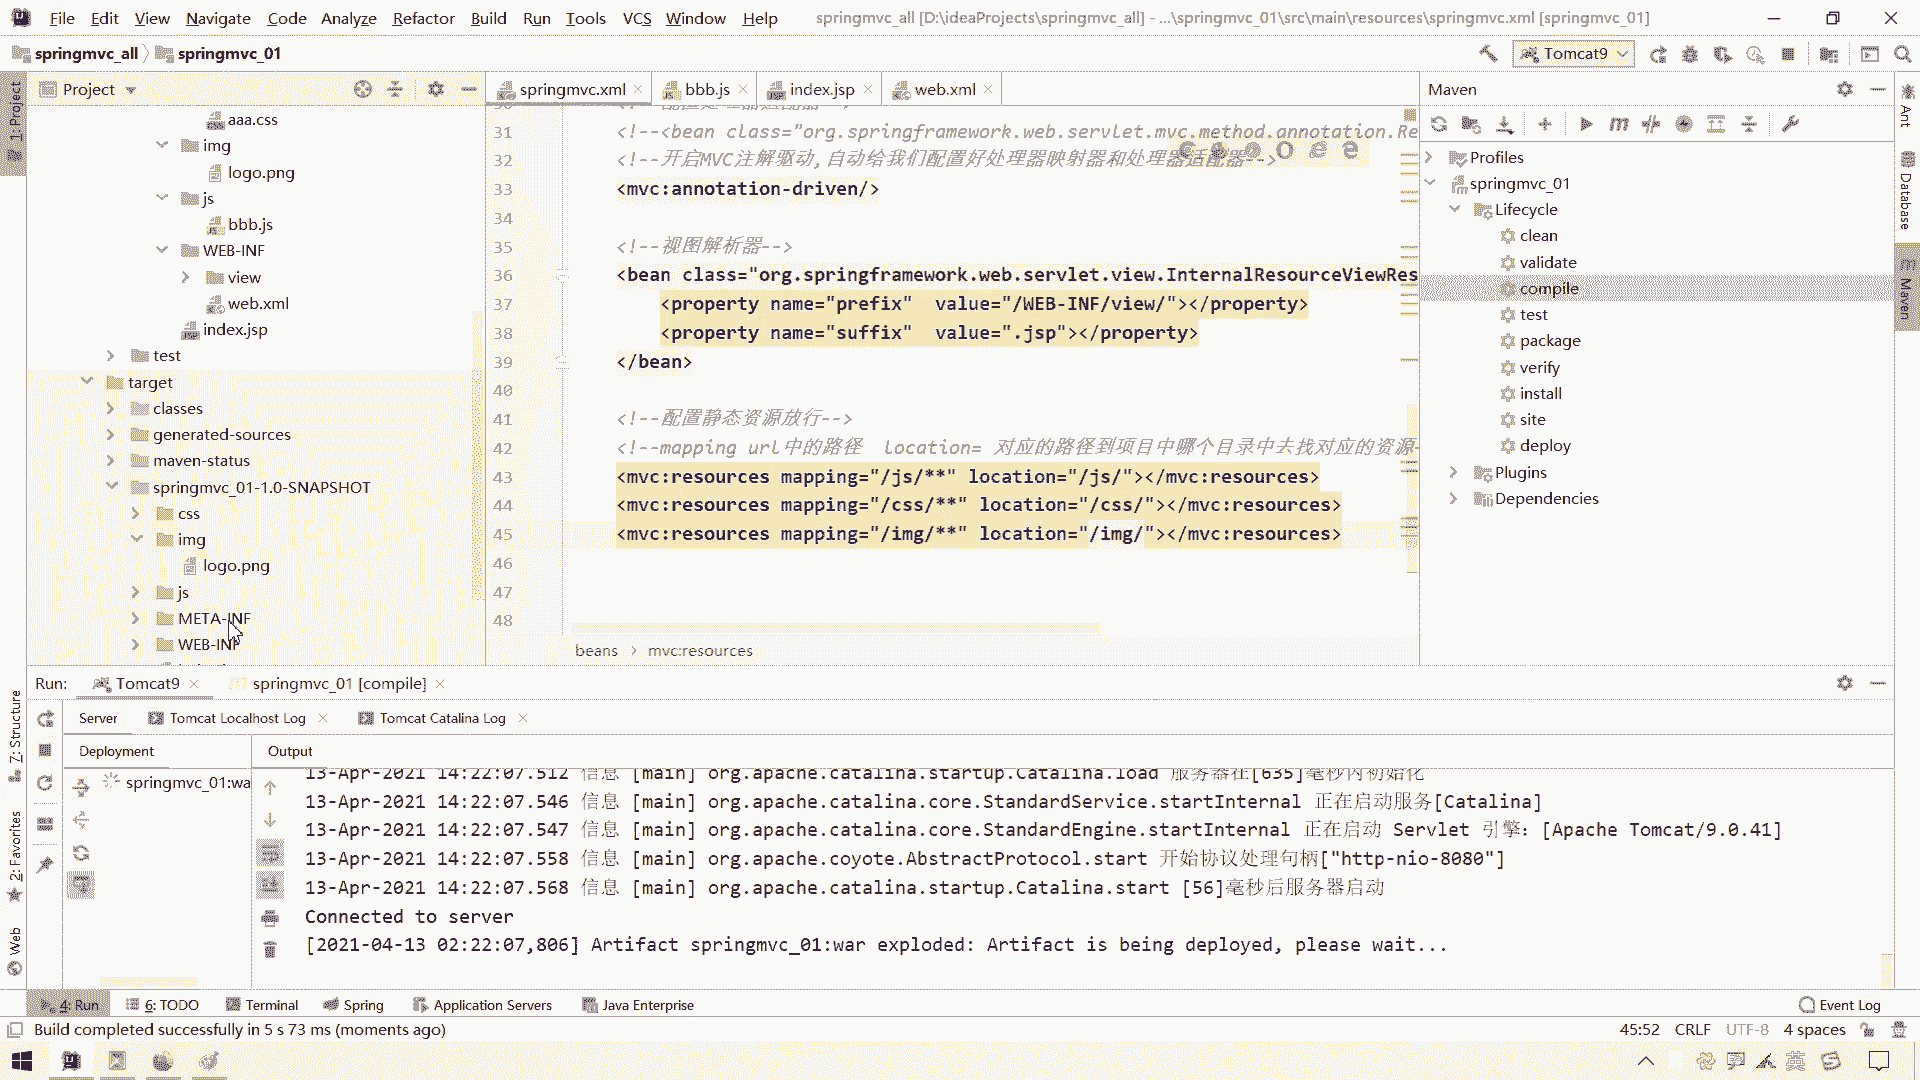 File Edit View Navigate Code Analyze Refactor Build Run Tools VCS Window Help springmvc_all [D:\ideaProjects\springmvc_all] - ...\springmvc_01\src\main\resources\springmvc.xml [springmvc_01]
springmvc_all springmvc_01
Tomcat9
1: Project
Project
aaa.css
img
logo.png
js
bbb.js
WEB-INF
view
web.xml
index.jsp
test
target
classes
generated-sources
maven-status
springmvc_01-1.0-SNAPSHOT
css
img
logo.png
js
META-INF
WEB-INF
springmvc.xml bbb.js index.jsp web.xml
31 <!--<bean class="org.springframework.web.servlet.mvc.method.annotation.Re
32 <!--开启MVC注解驱动,自动给我们配置好处理器映射器和处理器适配器-->
33 <mvc:annotation-driven/>
34
35 <!--视图解析器-->
36 <bean class="org.springframework.web.servlet.view.InternalResourceViewRes
37 <property name="prefix"  value="/WEB-INF/view/"></property>
38 <property name="suffix"  value=".jsp"></property>
39 </bean>
40
41 <!--配置静态资源放行-->
42 <!--mapping url中的路径  location= 对应的路径到项目中哪个目录中去找对应的资源-
43 <mvc:resources mapping="/js/**" location="/js/"></mvc:resources>
44 <mvc:resources mapping="/css/**" location="/css/"></mvc:resources>
45 <mvc:resources mapping="/img/**" location="/img/"></mvc:resources>
46
47
48
beans mvc:resources
Maven
Profiles
springmvc_01
Lifecycle
clean
validate
compile
test
package
verify
install
site
deploy
Plugins
Dependencies
Ant
Database
Maven
Run: Tomcat9 springmvc_01 [compile]
Server Tomcat Localhost Log Tomcat Catalina Log
Deployment Output
springmvc_01:wa
13-Apr-2021 14:22:07.512 信息 [main] org.apache.catalina.startup.Catalina.load 服务器在[635]毫秒内初始化
13-Apr-2021 14:22:07.546 信息 [main] org.apache.catalina.core.StandardService.startInternal 正在启动服务[Catalina]
13-Apr-2021 14:22:07.547 信息 [main] org.apache.catalina.core.StandardEngine.startInternal 正在启动 Servlet 引擎：[Apache Tomcat/9.0.41]
13-Apr-2021 14:22:07.558 信息 [main] org.apache.coyote.AbstractProtocol.start 开始协议处理句柄["http-nio-8080"]
13-Apr-2021 14:22:07.568 信息 [main] org.apache.catalina.startup.Catalina.start [56]毫秒后服务器启动
Connected to server
[2021-04-13 02:22:07,806] Artifact springmvc_01:war exploded: Artifact is being deployed, please wait...
7: Structure
2: Favorites
Web
4: Run 6: TODO Terminal Spring Application Servers Java Enterprise Event Log
Build completed successfully in 5 s 73 ms (moments ago) 45:52 CRLF UTF-8 4 spaces
英